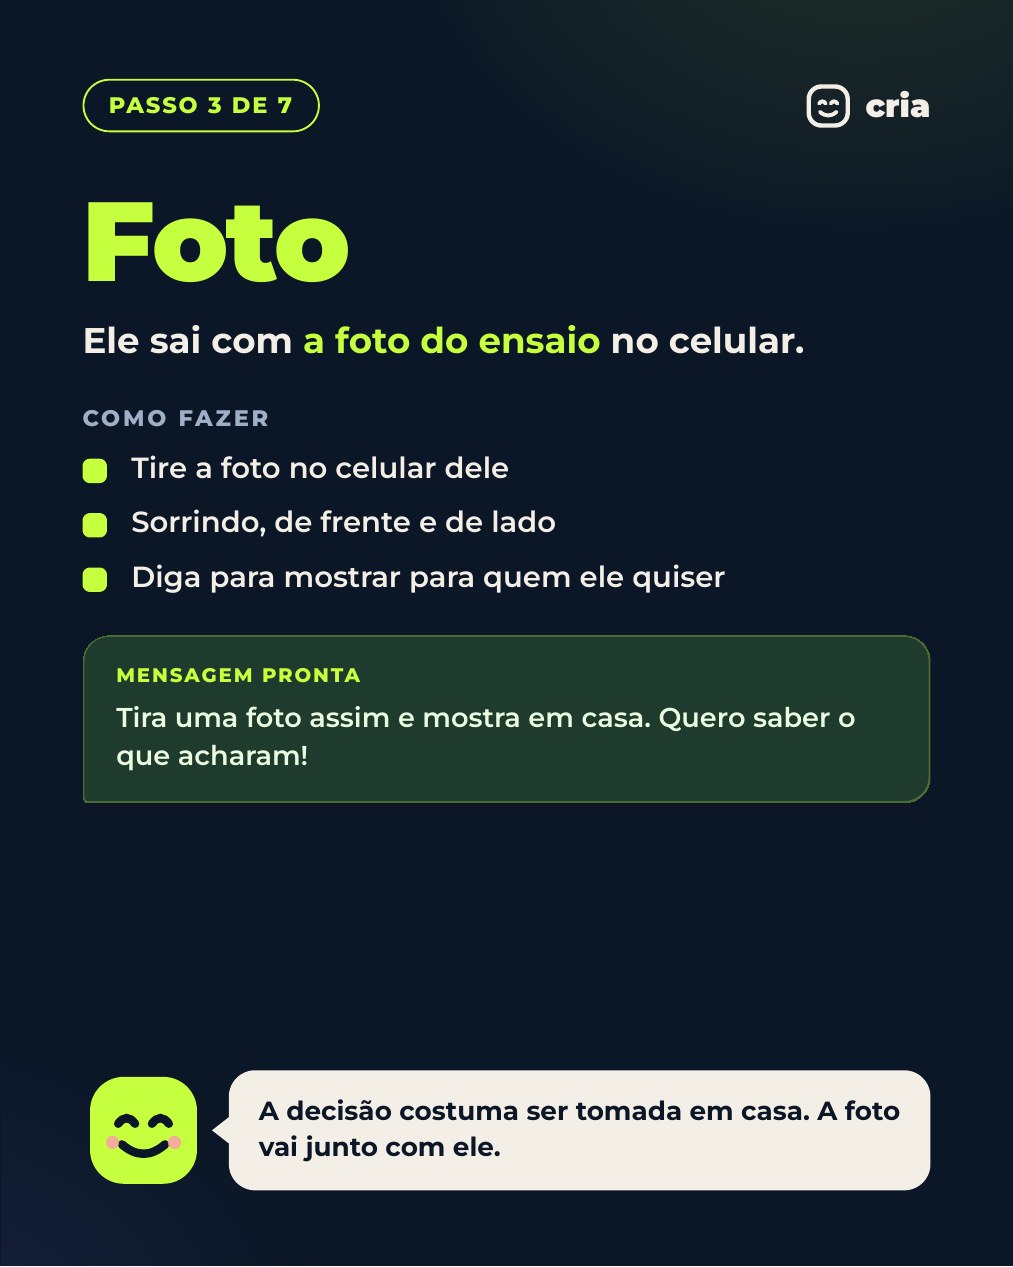 PASSO 3 DE 7
cria
Foto
Ele sai com a foto do ensaio no celular.
COMO FAZER
Tire a foto no celular dele
Sorrindo, de frente e de lado
Diga para mostrar para quem ele quiser
MENSAGEM PRONTA
Tira uma foto assim e mostra em casa. Quero saber o
que acharam!
A decisão costuma ser tomada em casa. A foto
vai junto com ele.